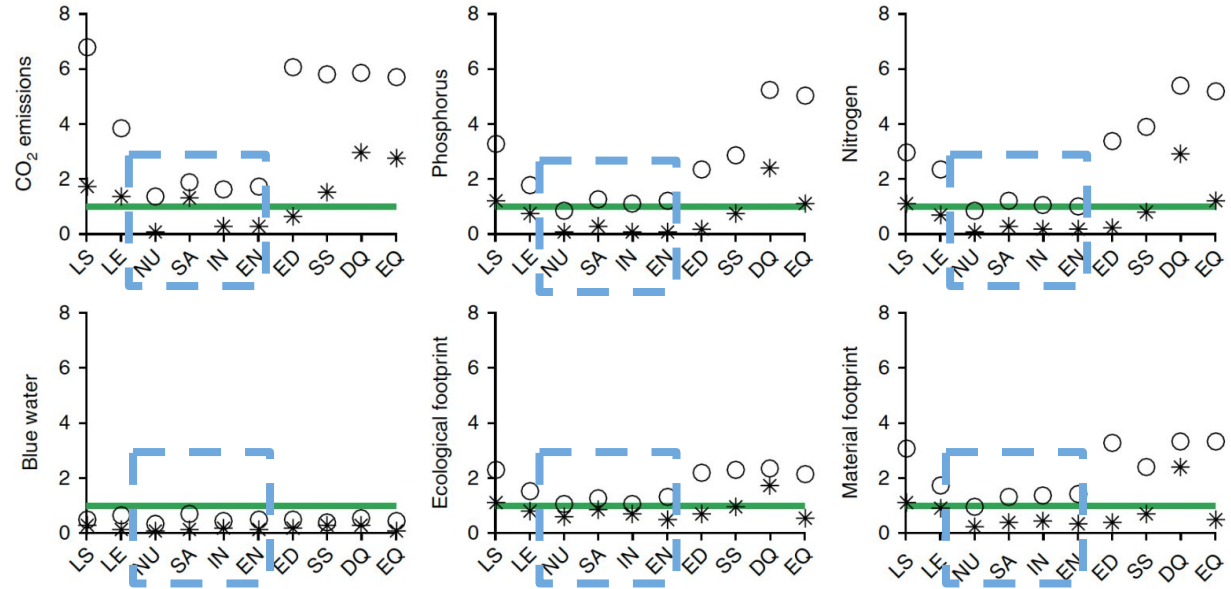 CO₂ emissions
8
6
4
2
0
LS LE NU SA IN EN ED SS DQ EQ
Phosphorus
8
6
4
2
0
LS LE NU SA IN EN ED SS DQ EQ
Nitrogen
8
6
4
2
0
LS LE NU SA IN EN ED SS DQ EQ
Blue water
8
6
4
2
0
LS LE NU SA IN EN ED SS DQ EQ
Ecological footprint
8
6
4
2
0
LS LE NU SA IN EN ED SS DQ EQ
Material footprint
8
6
4
2
0
LS LE NU SA IN EN ED SS DQ EQ